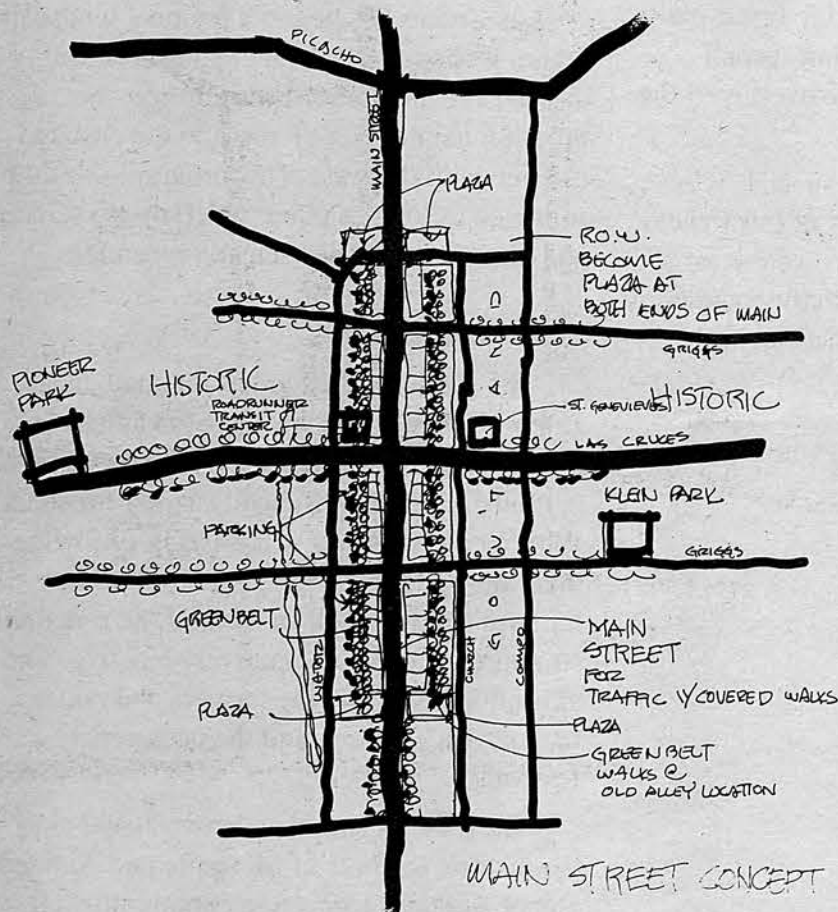 PICACHO
MAIN STREET
PLAZA
R.O.W.
BECOME
PLAZA AT
BOTH ENDS OF MAIN
GRIGGS
PIONEER
PARK
HISTORIC
ROADRUNNER
TRANSIT
CENTER
ST. GENEVIEVES
HISTORIC
LAS CRUCES
KLEIN PARK
PARKING
GRIGGS
GREENBELT
WATER
CHURCH
CAMPO
MAIN
STREET
FOR
TRAFFIC W/COVERED WALKS
PLAZA
PLAZA
GREENBELT
WALKS @
OLD ALLEY LOCATION
MAIN STREET CONCEPT